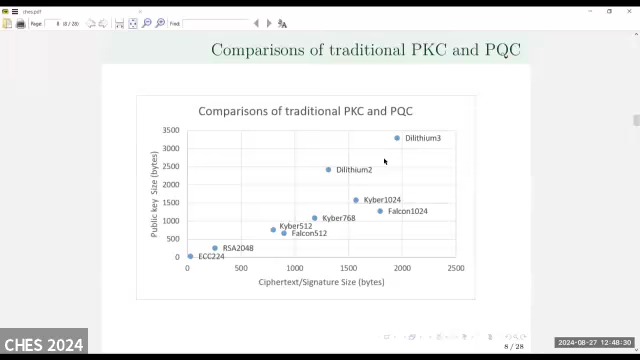 ches.pdf
Page: 8 (8 / 28)
Find:
Comparisons of traditional PKC and PQC
Comparisons of traditional PKC and PQC
Public key Size (bytes)
3500
3000
2500
2000
1500
1000
500
0
Dilithium3
Dilithium2
Kyber1024
Falcon1024
Kyber768
Kyber512
Falcon512
RSA2048
ECC224
0 500 1000 1500 2000 2500
Ciphertext/Signature Size (bytes)
8 / 28
CHES 2024
2024-08-27 12:48:30